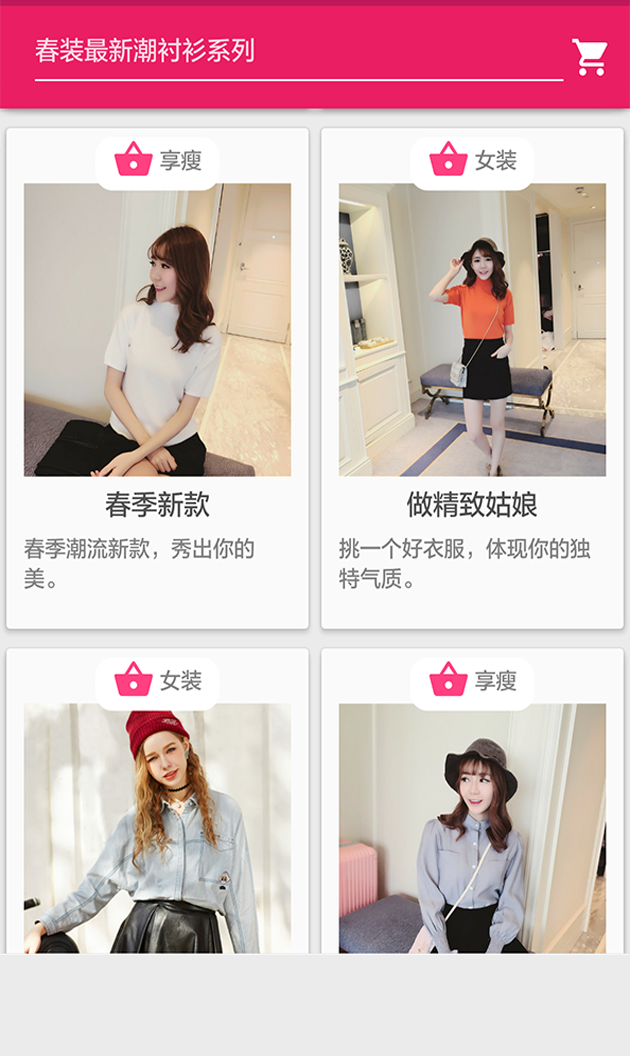 春装最新潮衬衫系列
享瘦
女装
春季新款
做精致姑娘
春季潮流新款，秀出你的
美。
挑一个好衣服，体现你的独
特气质。
女装
享瘦